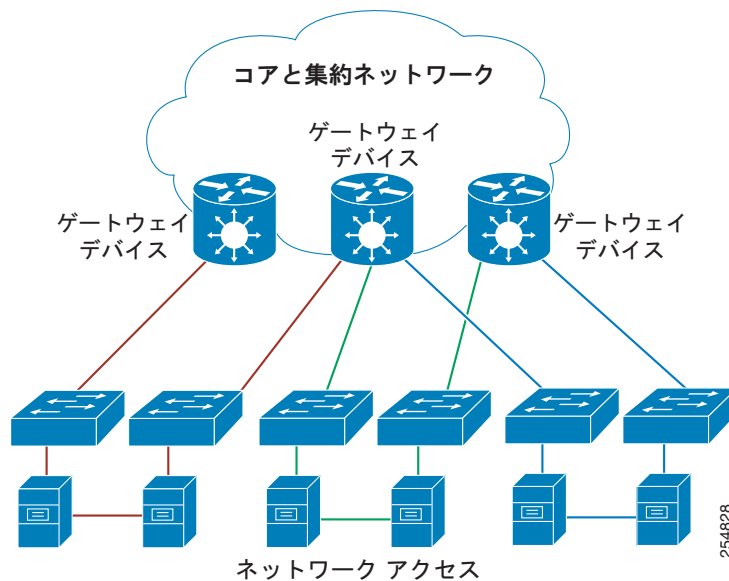 コアと集約ネットワーク
ゲートウェイ
デバイス
ゲートウェイ
デバイス
ゲートウェイ
デバイス
ネットワーク アクセス
254828